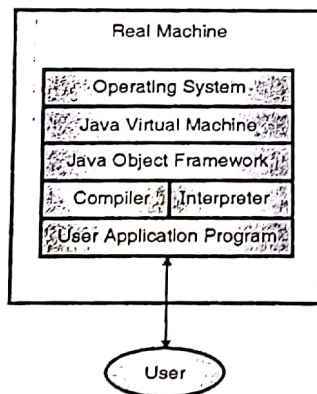 Real Machine
Operating System
Java Virtual Machine
Java Object Framework
Compiler Interpreter
User Application Program
User